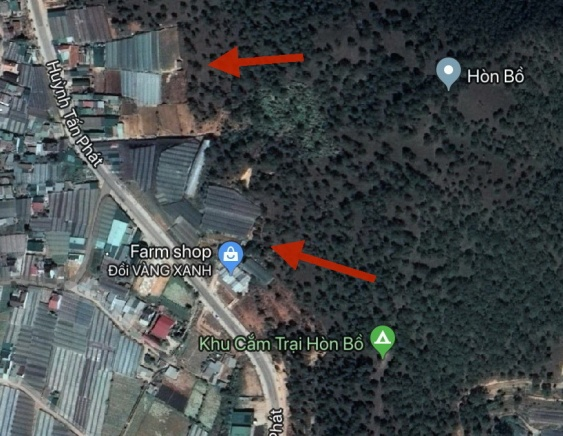 Huỳnh Tấn Phát
Hòn Bồ
Farm shop
Đồi VÀNG XANH
Khu Cắm Trại Hòn Bồ
Phát